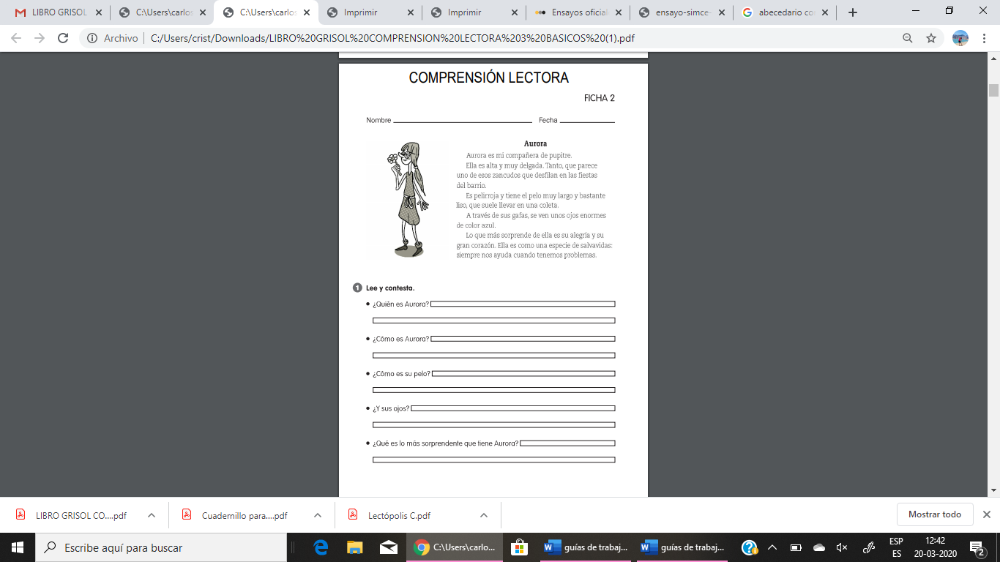 LIBRO GRISOL
C:\Users\carlos
C:\Users\carlos
Imprimir
Imprimir
Ensayos oficial
ensayo-simce-
abecedario co
Archivo C:/Users/crist/Downloads/LIBRO%20GRISOL%20COMPRENSION%20LECTORA%203%20BASICOS%20(1).pdf
COMPRENSIÓN LECTORA
FICHA 2
Nombre Fecha
Aurora
Aurora es mi compañera de pupitre.
Ella es alta y muy delgada. Tanto, que parece
uno de esos zancudos que desfilan en las fiestas
del barrio.
Es pelirroja y tiene el pelo muy largo y bastante
liso, que suele llevar en una coleta.
A través de sus gafas, se ven unos ojos enormes
de color azul.
Lo que más sorprende de ella es su alegría y su
gran corazón. Ella es como una especie de salvavidas:
siempre nos ayuda cuando tenemos problemas.
1 Lee y contesta.
• ¿Quién es Aurora?
• ¿Cómo es Aurora?
• ¿Cómo es su pelo?
• ¿Y sus ojos?
• ¿Qué es lo más sorprendente que tiene Aurora?
LIBRO GRISOL CO....pdf
Cuadernillo para....pdf
Lectópolis C.pdf
Mostrar todo
Escribe aquí para buscar
C:\Users\carlo...
guías de trabaj...
guías de trabaj...
ESP
ES
12:42
20-03-2020
2